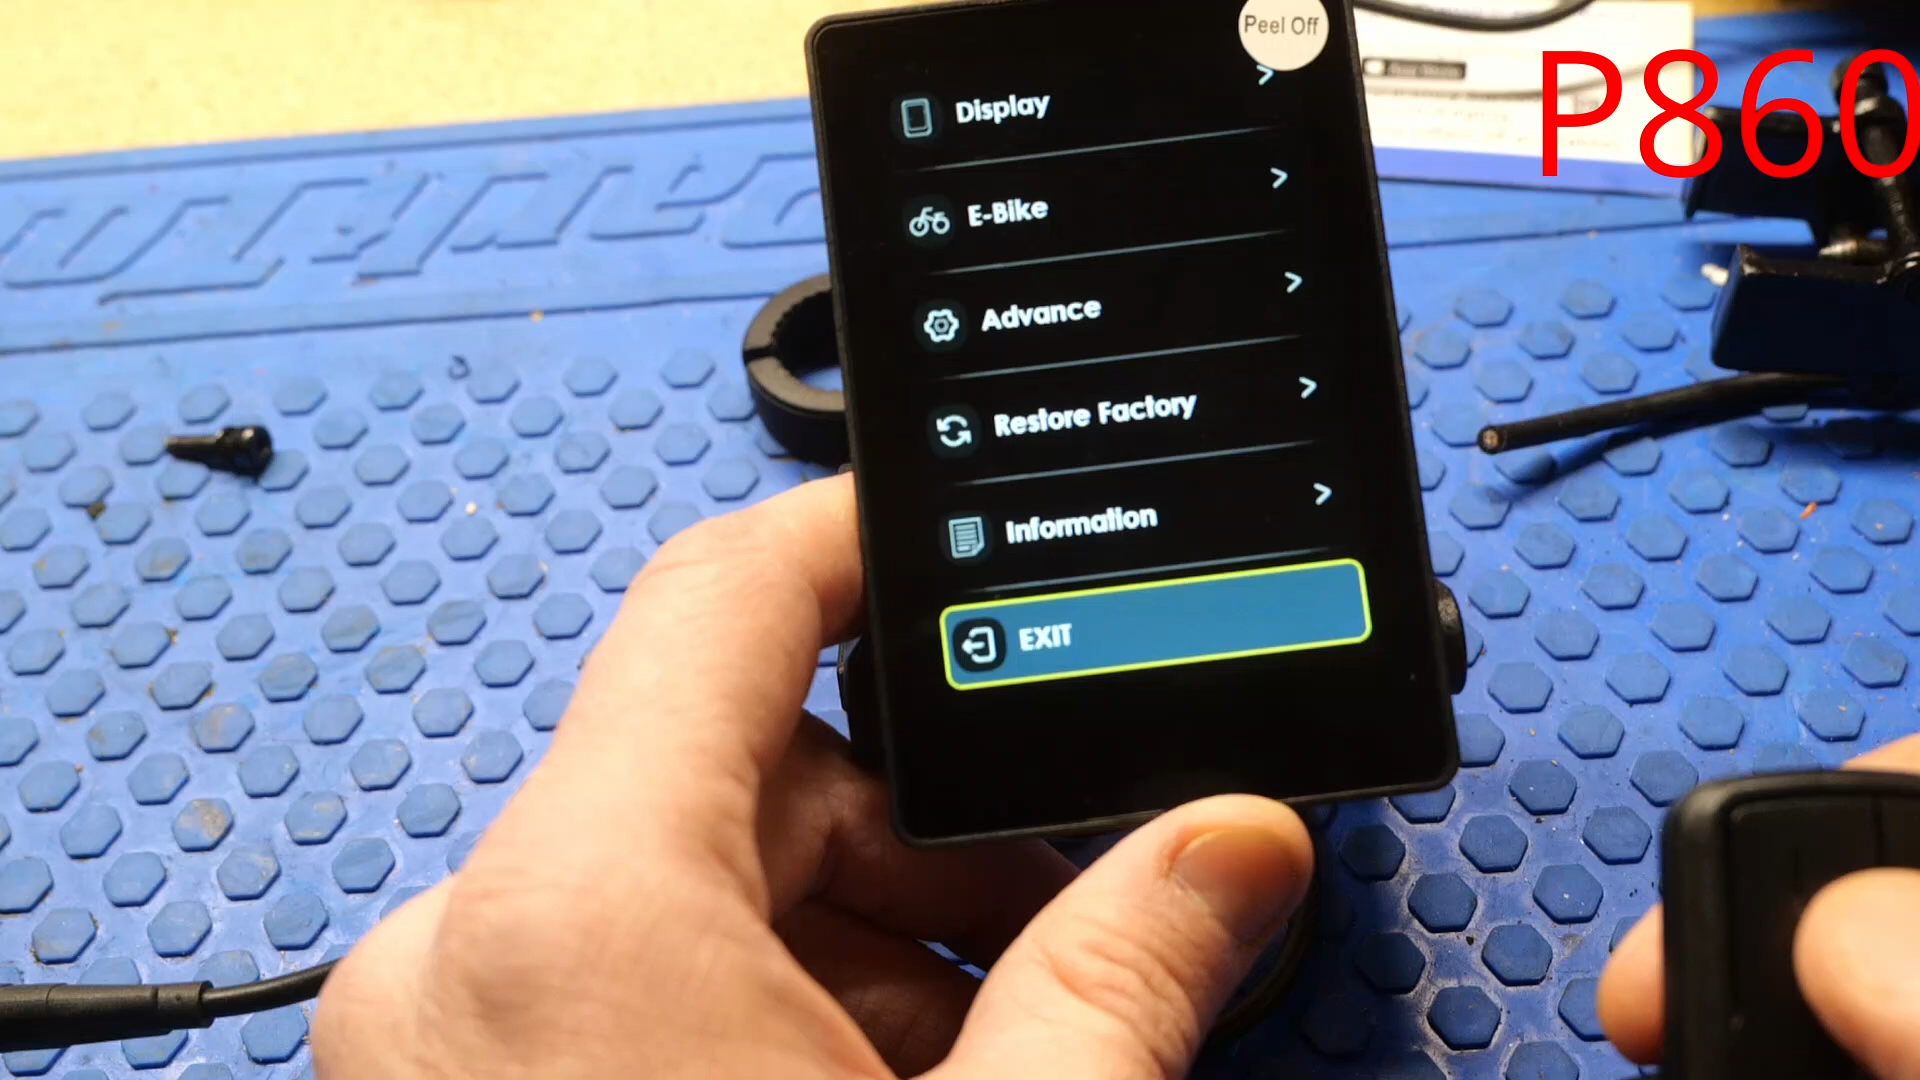 Peel Off
P860
Display
E-Bike
Advance
Restore Factory
Information
EXIT